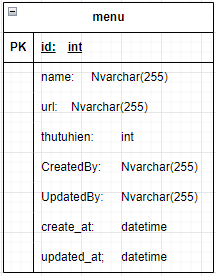 menu
PK id: int
name: Nvarchar(255)
url: Nvarchar(255)
thutuhien: int
CreatedBy: Nvarchar(255)
UpdatedBy: Nvarchar(255)
create_at: datetime
updated_at; datetime